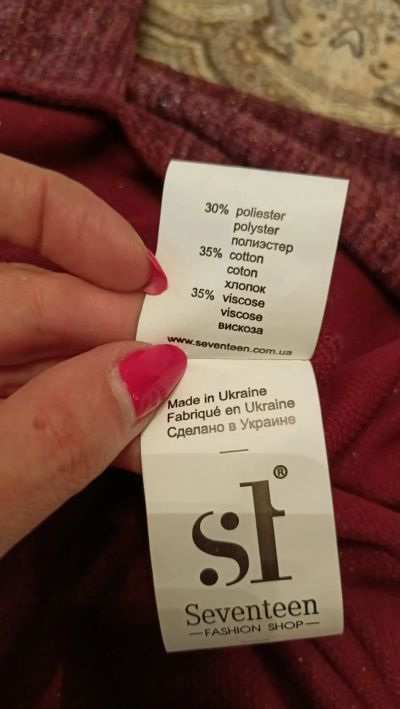 30% poliester
polyster
полиэстер
35% cotton
coton
хлопок
35% viscose
viscose
вискоза
www.seventeen.com.ua
Made in Ukraine
Fabriqué en Ukraine
Сделано в Украине
st®
Seventeen
FASHION SHOP